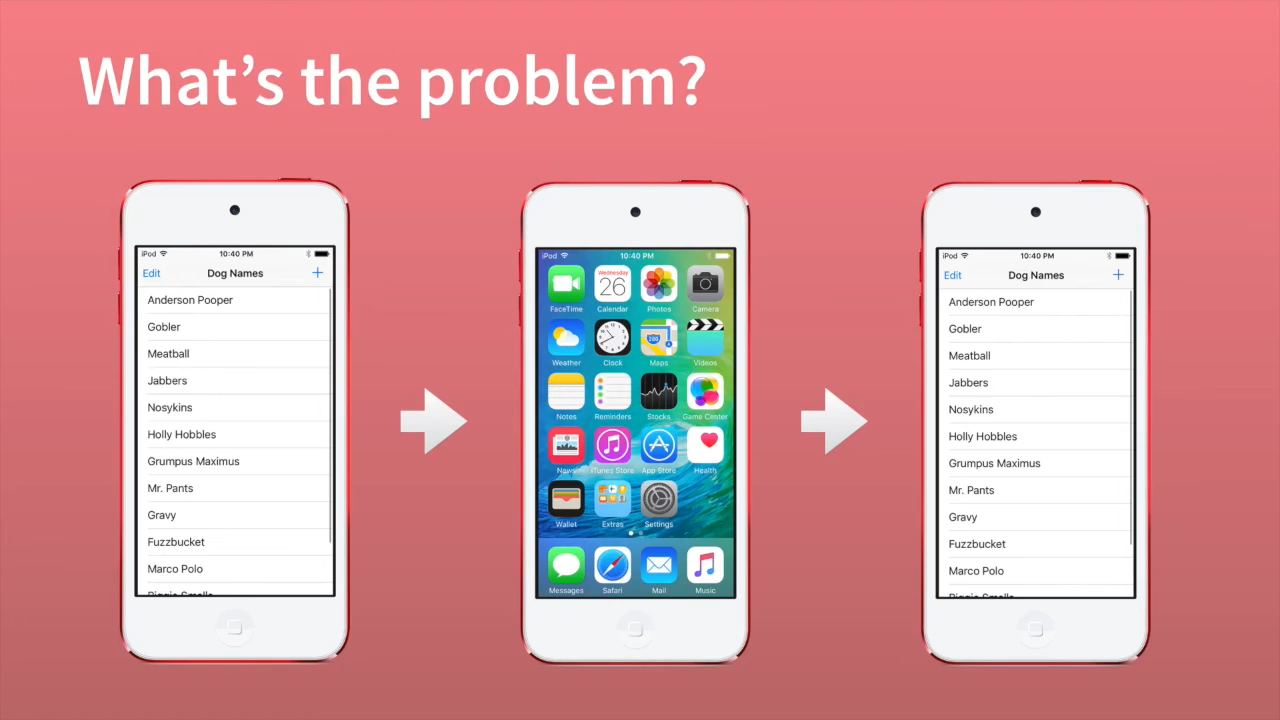 What's the problem?
iPod 10:40 PM
Edit Dog Names +
Anderson Pooper
Gobler
Meatball
Jabbers
Nosykins
Holly Hobbles
Grumpus Maximus
Mr. Pants
Gravy
Fuzzbucket
Marco Polo
iPod 10:40 PM
Wednesday
26
280
FaceTime Calendar Photos Camera
Weather Clock Maps Videos
Notes Reminders Stocks Game Center
News iTunes Store App Store Health
Wallet Extras Settings
Messages Safari Mail Music
iPod 10:40 PM
Edit Dog Names +
Anderson Pooper
Gobler
Meatball
Jabbers
Nosykins
Holly Hobbles
Grumpus Maximus
Mr. Pants
Gravy
Fuzzbucket
Marco Polo